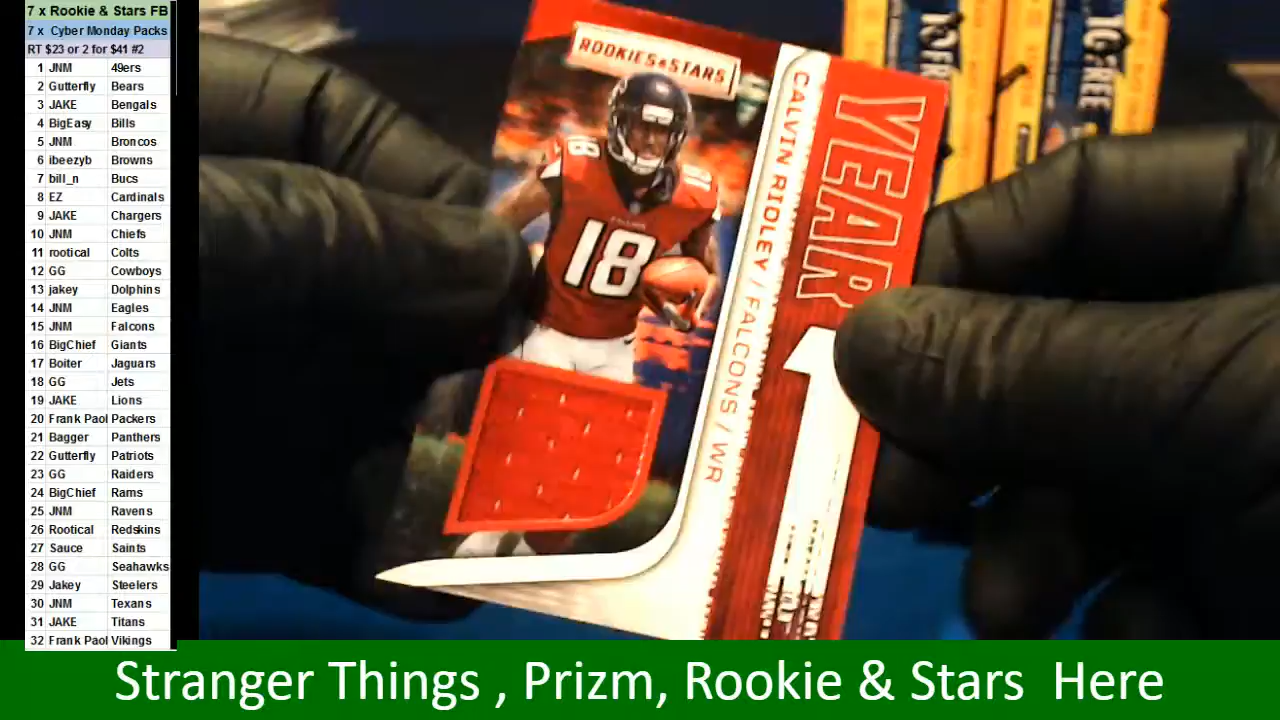 7 x Rookie & Stars FB
7 x Cyber Monday Packs
RT $23 or 2 for $41 #2
1 JNM 49ers
2 Gutterfly Bears
3 JAKE Bengals
4 BigEasy Bills
5 JNM Broncos
6 ibeezyb Browns
7 bill_n Bucs
8 EZ Cardinals
9 JAKE Chargers
10 JNM Chiefs
11 rootical Colts
12 GG Cowboys
13 jakey Dolphins
14 JNM Eagles
15 JNM Falcons
16 BigChief Giants
17 Boiter Jaguars
18 GG Jets
19 JAKE Lions
20 Frank Paol Packers
21 Bagger Panthers
22 Gutterfly Patriots
23 GG Raiders
24 BigChief Rams
25 JNM Ravens
26 Rootical Redskins
27 Sauce Saints
28 GG Seahawks
29 Jakey Steelers
30 JNM Texans
31 JAKE Titans
32 Frank Paol Vikings
ROOKIES & STARS
18
18
CALVIN RIDLEY / FALCONS / WR
YEAR
1
Stranger Things , Prizm, Rookie & Stars Here